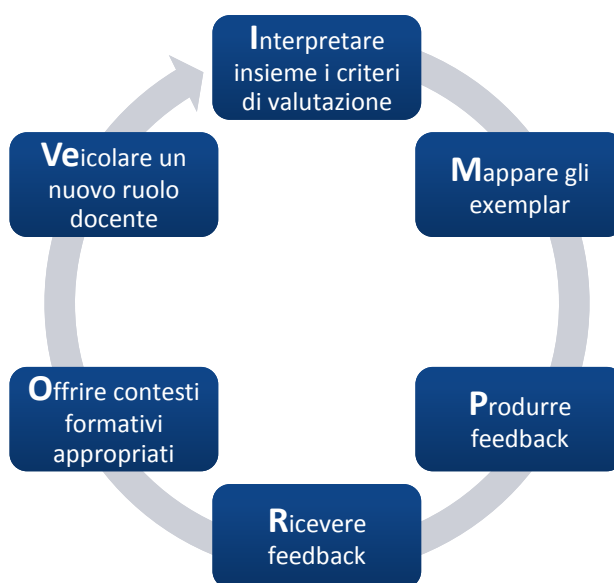 Interpretare
insieme i criteri
di valutazione
Mappare gli
exemplar
Produrre
feedback
Ricevere
feedback
Offrire contesti
formativi
appropriati
Veicolare un
nuovo ruolo
docente